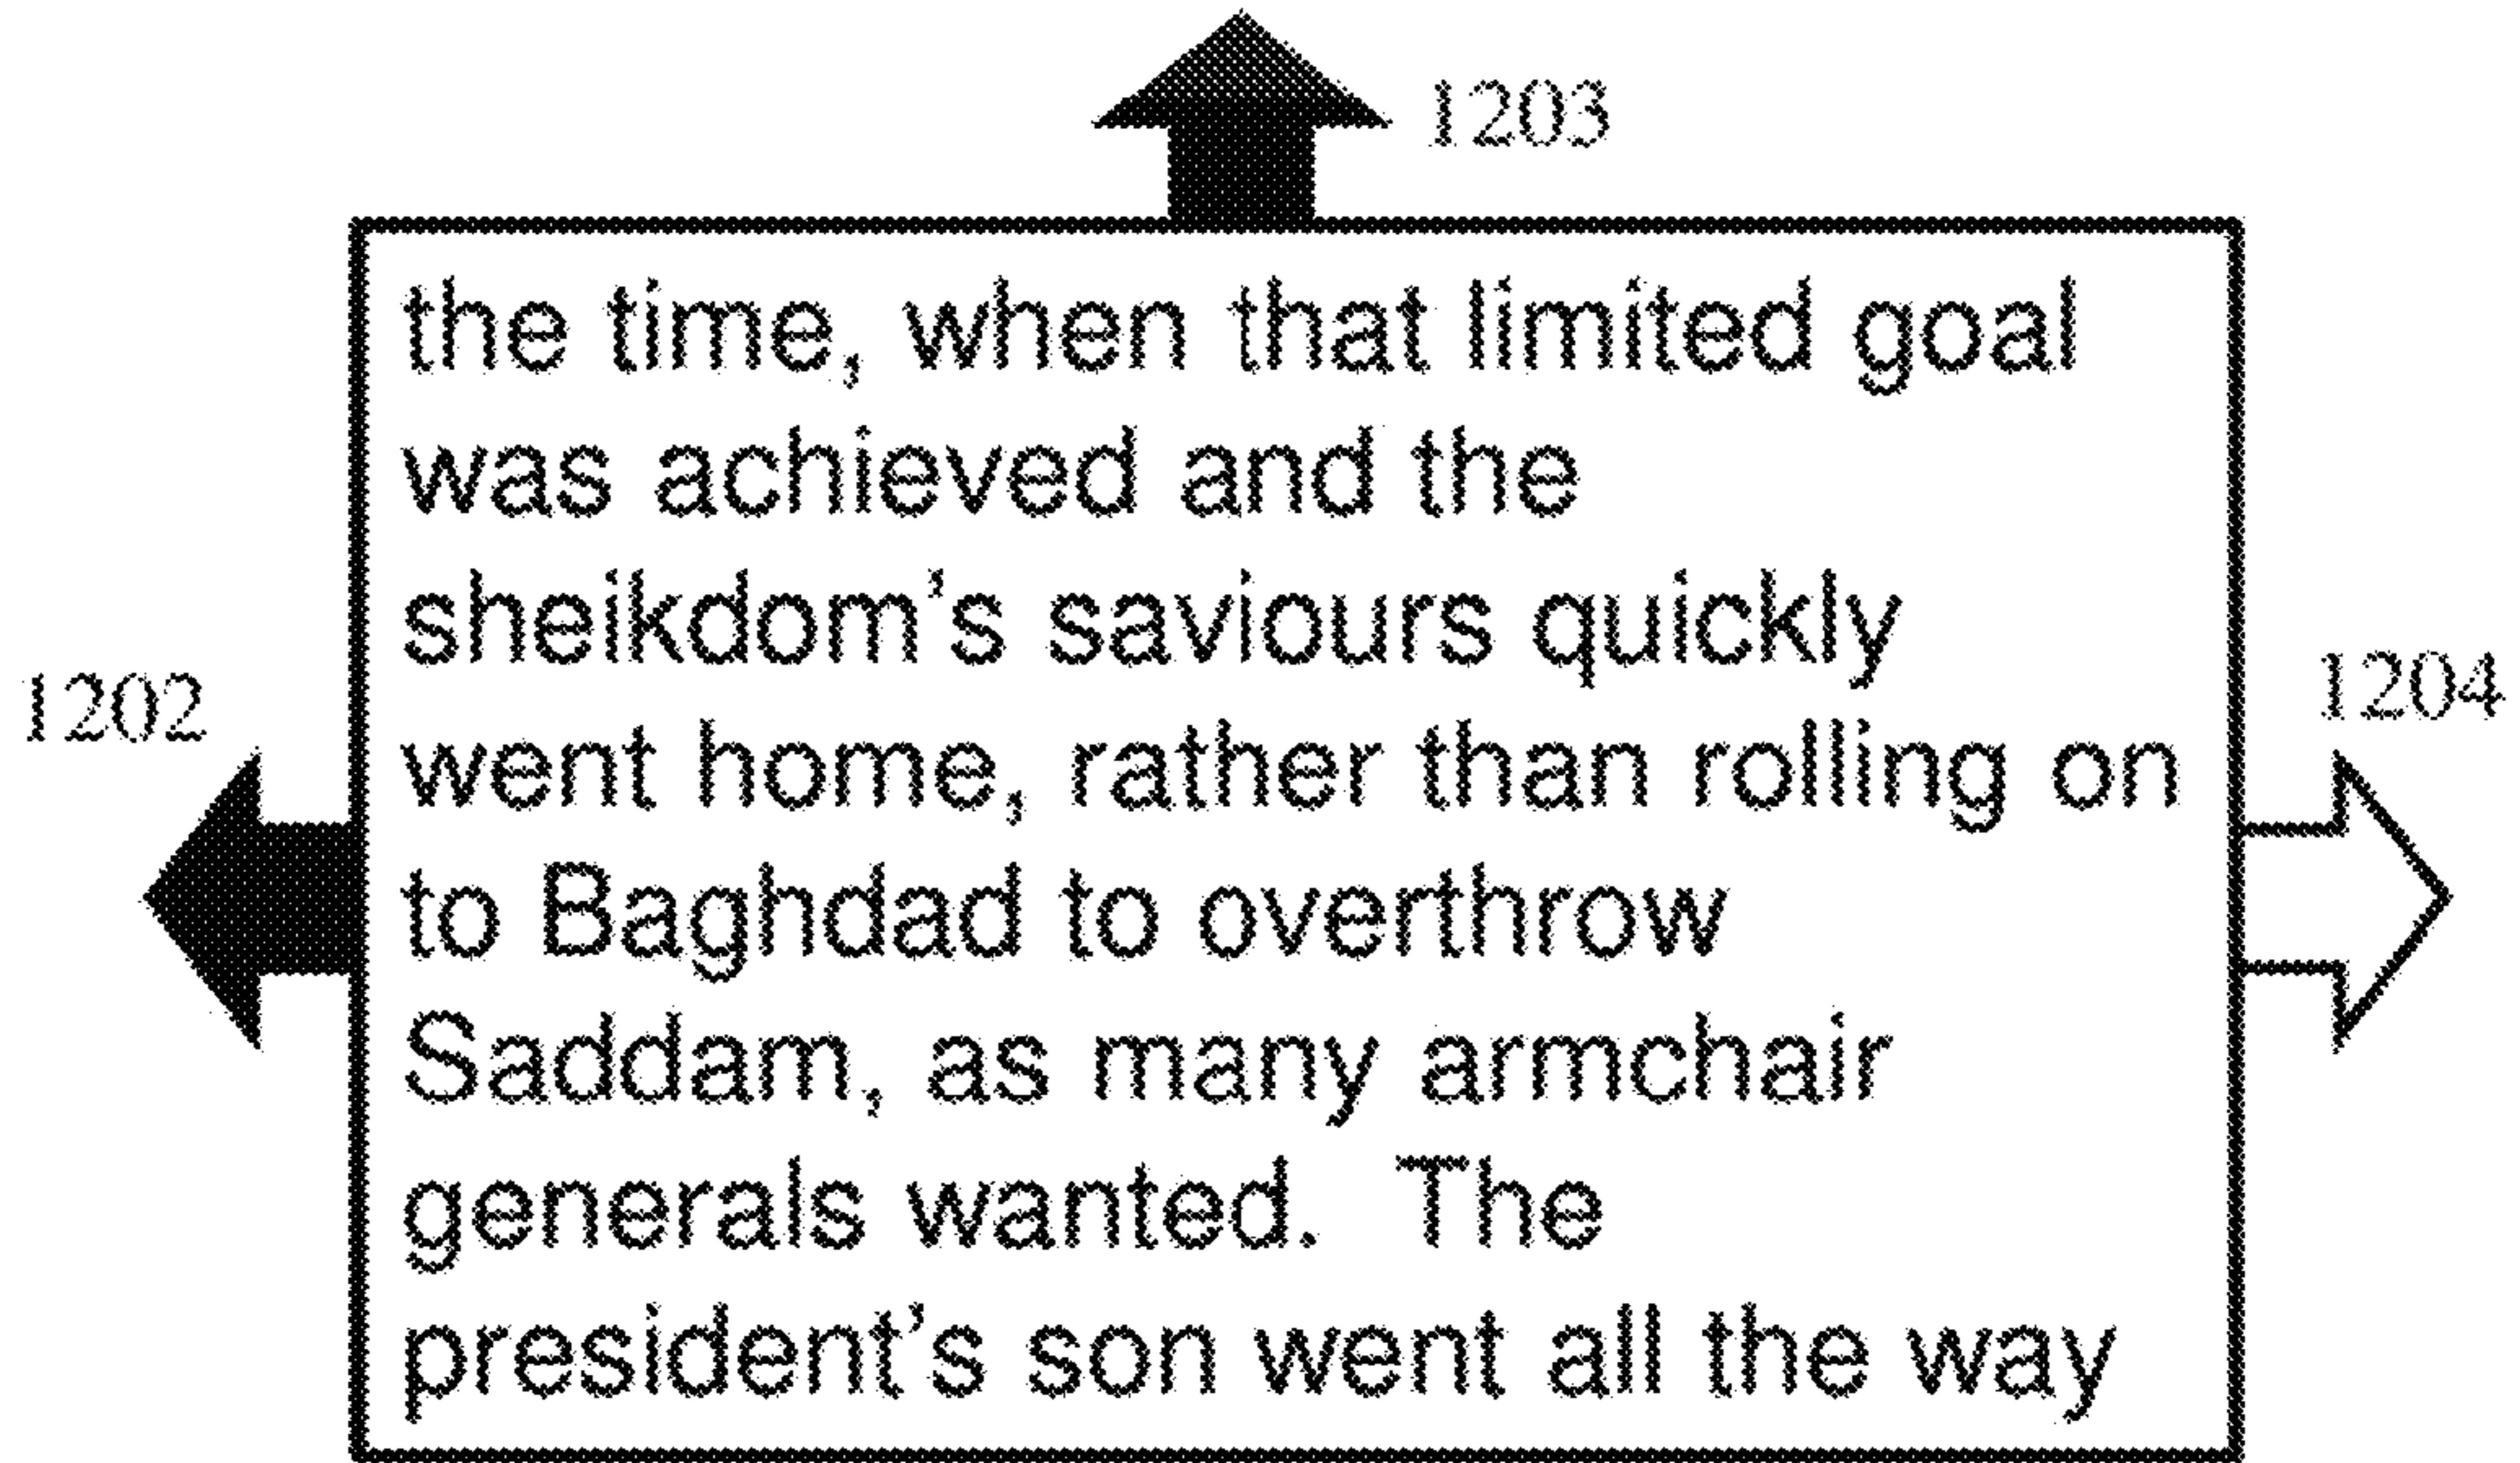 1203
the time, when that limited goal
was achieved and the
sheikdom's saviours quickly
1202
1204
went home, rather than rolling on
to Baghdad to overthrow
Saddam, as many armchair
generals wanted.  The
president's son went all the way